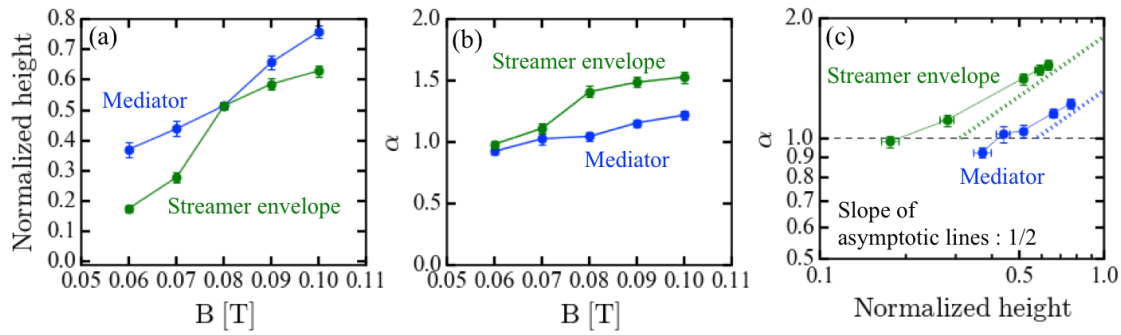 (a)
Normalized height
0.8
0.7
0.6
0.5
0.4
0.3
0.2
0.1
0.0
Mediator
Streamer envelope
0.05 0.06 0.07 0.08 0.09 0.10 0.11
B [T]
(b)
α
2.0
1.5
1.0
0.5
0.0
Streamer envelope
Mediator
0.05 0.06 0.07 0.08 0.09 0.10 0.11
B [T]
(c)
α
2.0
1.0
0.9
0.8
0.7
0.6
0.5
Streamer envelope
Mediator
Slope of
asymptotic lines : 1/2
0.1 0.5 1.0
Normalized height